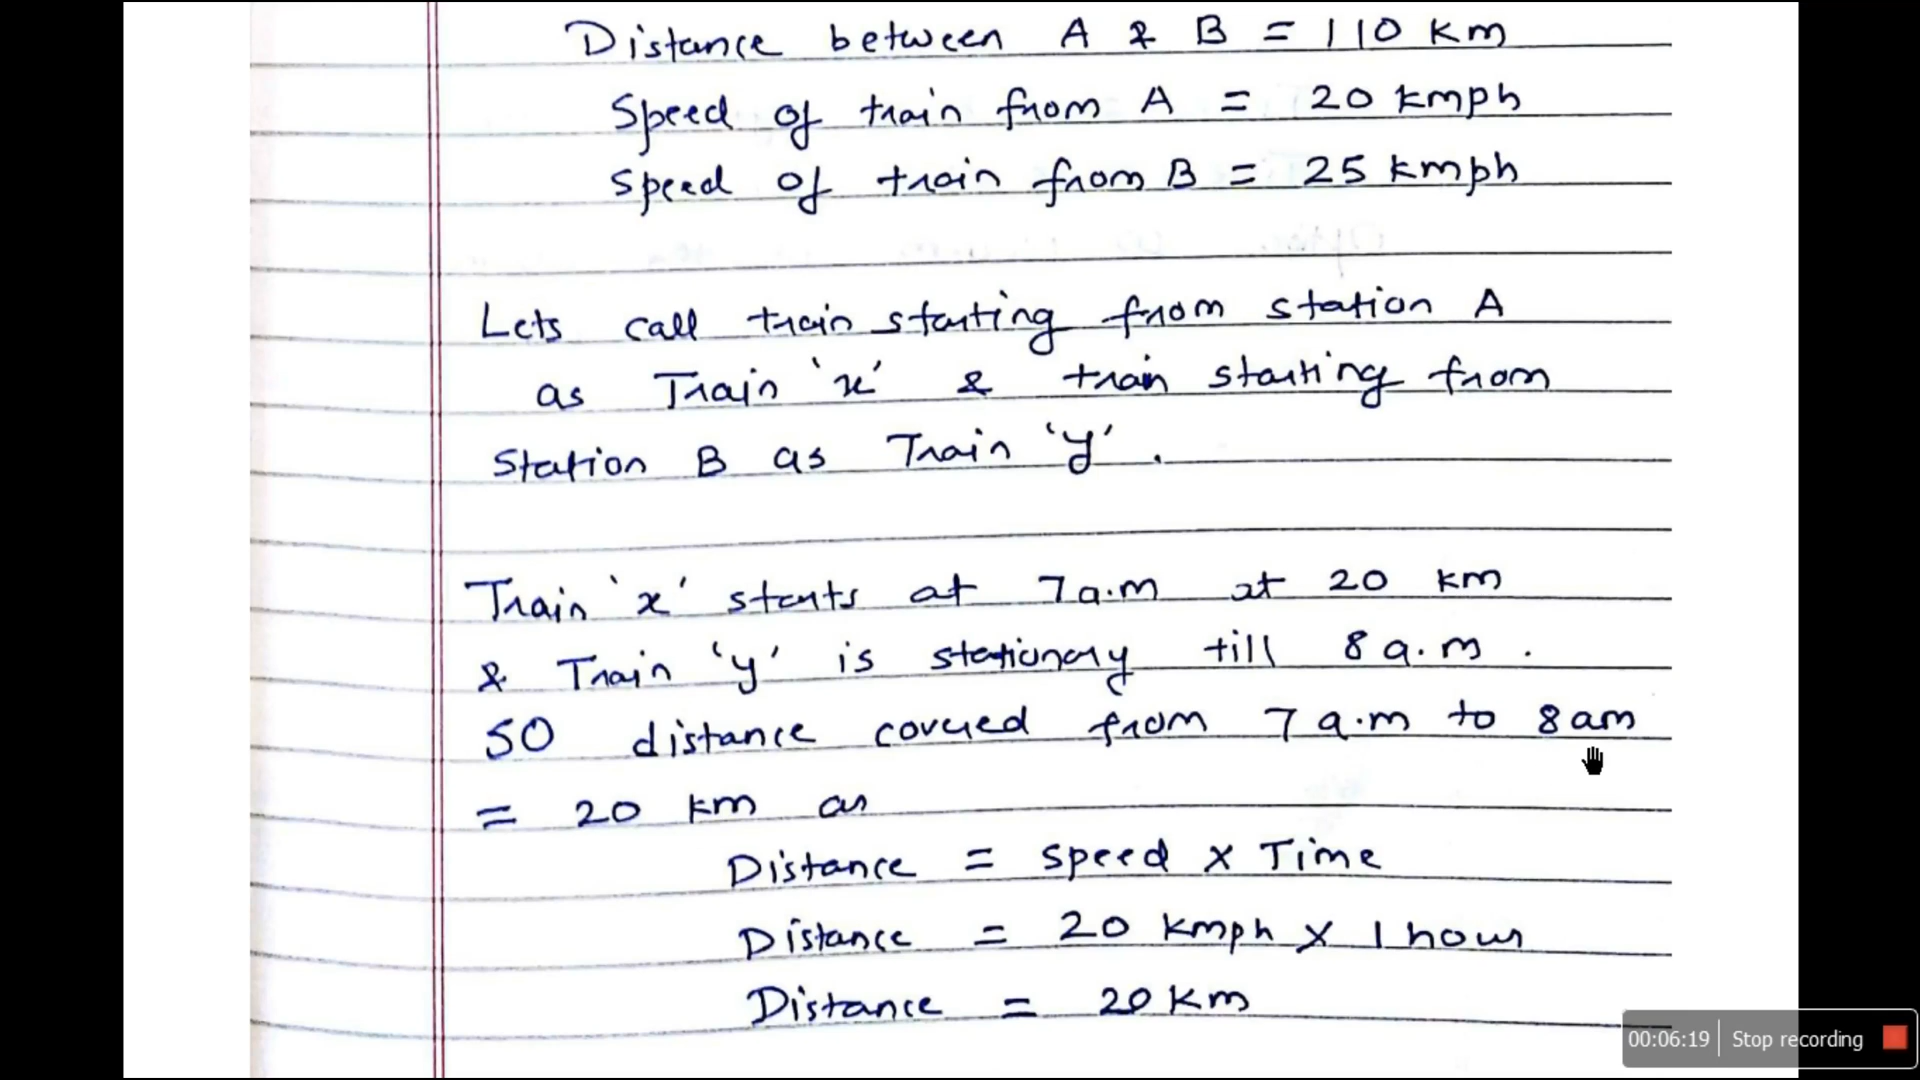 Distance between A & B = 110 km
Speed of train from A = 20 kmph
Speed of train from B = 25 kmph
Lets call train starting from station A
as Train 'x' & train starting from
Station B as Train 'y'.
Train 'x' starts at 7a.m at 20 km
& Train 'y' is stationary till 8 a.m.
SO distance covered from 7 a.m to 8am
= 20 km as
Distance = speed x Time
Distance = 20 kmph x 1 hour
Distance = 20 km
00:06:19 Stop recording